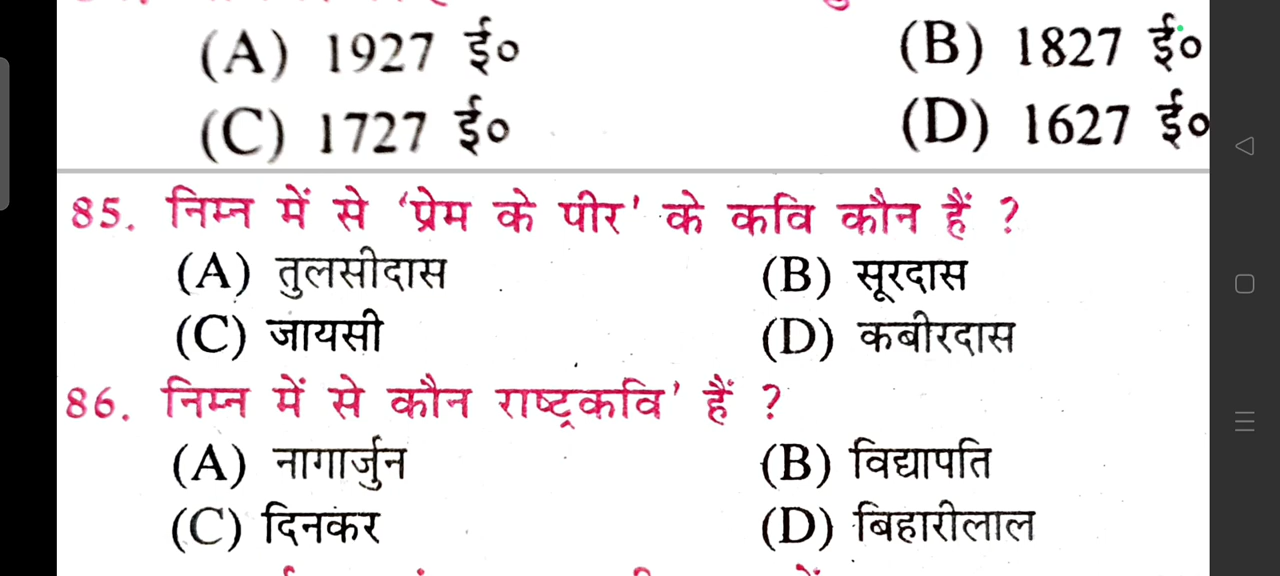 (A) 1927 ई० (B) 1827 ई०
(C) 1727 ई० (D) 1627 ई०
85. निम्न में से ‘प्रेम के पीर’ के कवि कौन हैं ?
(A) तुलसीदास (B) सूरदास
(C) जायसी (D) कबीरदास
86. निम्न में से कौन राष्ट्रकवि’ हैं ?
(A) नागार्जुन (B) विद्यापति
(C) दिनकर (D) बिहारीलाल